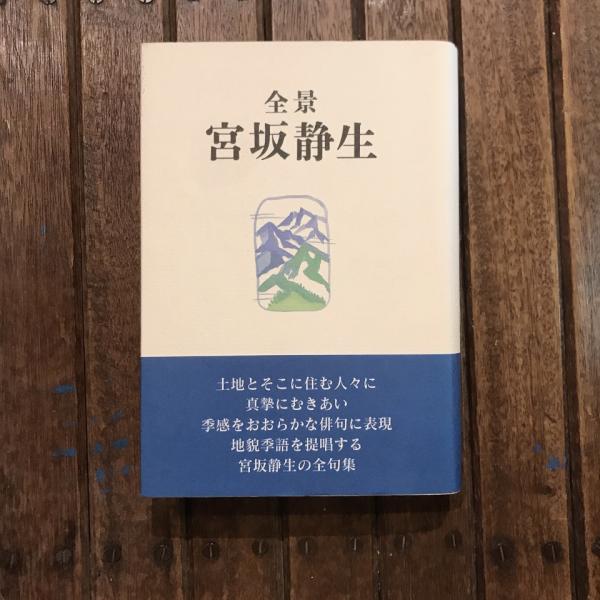 全景
宮坂静生
土地とそこに住む人々に
真摯にむきあい
季感をおおらかな俳句に表現
地貌季語を提唱する
宮坂静生の全句集